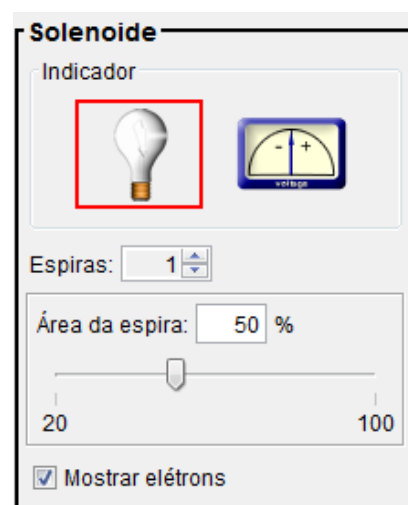 Solenoide
Indicador
- +
voltage
Espiras: 1
Área da espira: 50 %
20 100
Mostrar elétrons